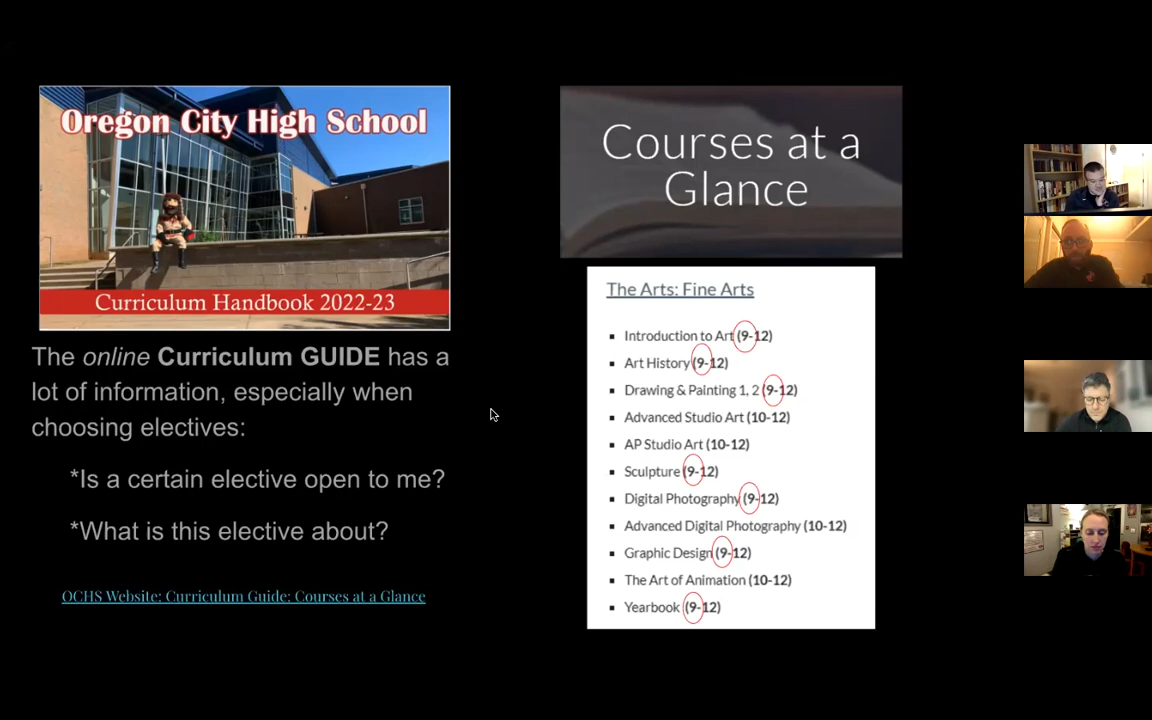 Oregon City High School
Curriculum Handbook 2022-23
The online Curriculum GUIDE has a
lot of information, especially when
choosing electives:
*Is a certain elective open to me?
*What is this elective about?
OCHS Website: Curriculum Guide: Courses at a Glance
Courses at a
Glance
The Arts: Fine Arts
▪ Introduction to Art (9-12)
▪ Art History (9-12)
▪ Drawing & Painting 1, 2 (9-12)
▪ Advanced Studio Art (10-12)
▪ AP Studio Art (10-12)
▪ Sculpture (9-12)
▪ Digital Photography (9-12)
▪ Advanced Digital Photography (10-12)
▪ Graphic Design (9-12)
▪ The Art of Animation (10-12)
▪ Yearbook (9-12)